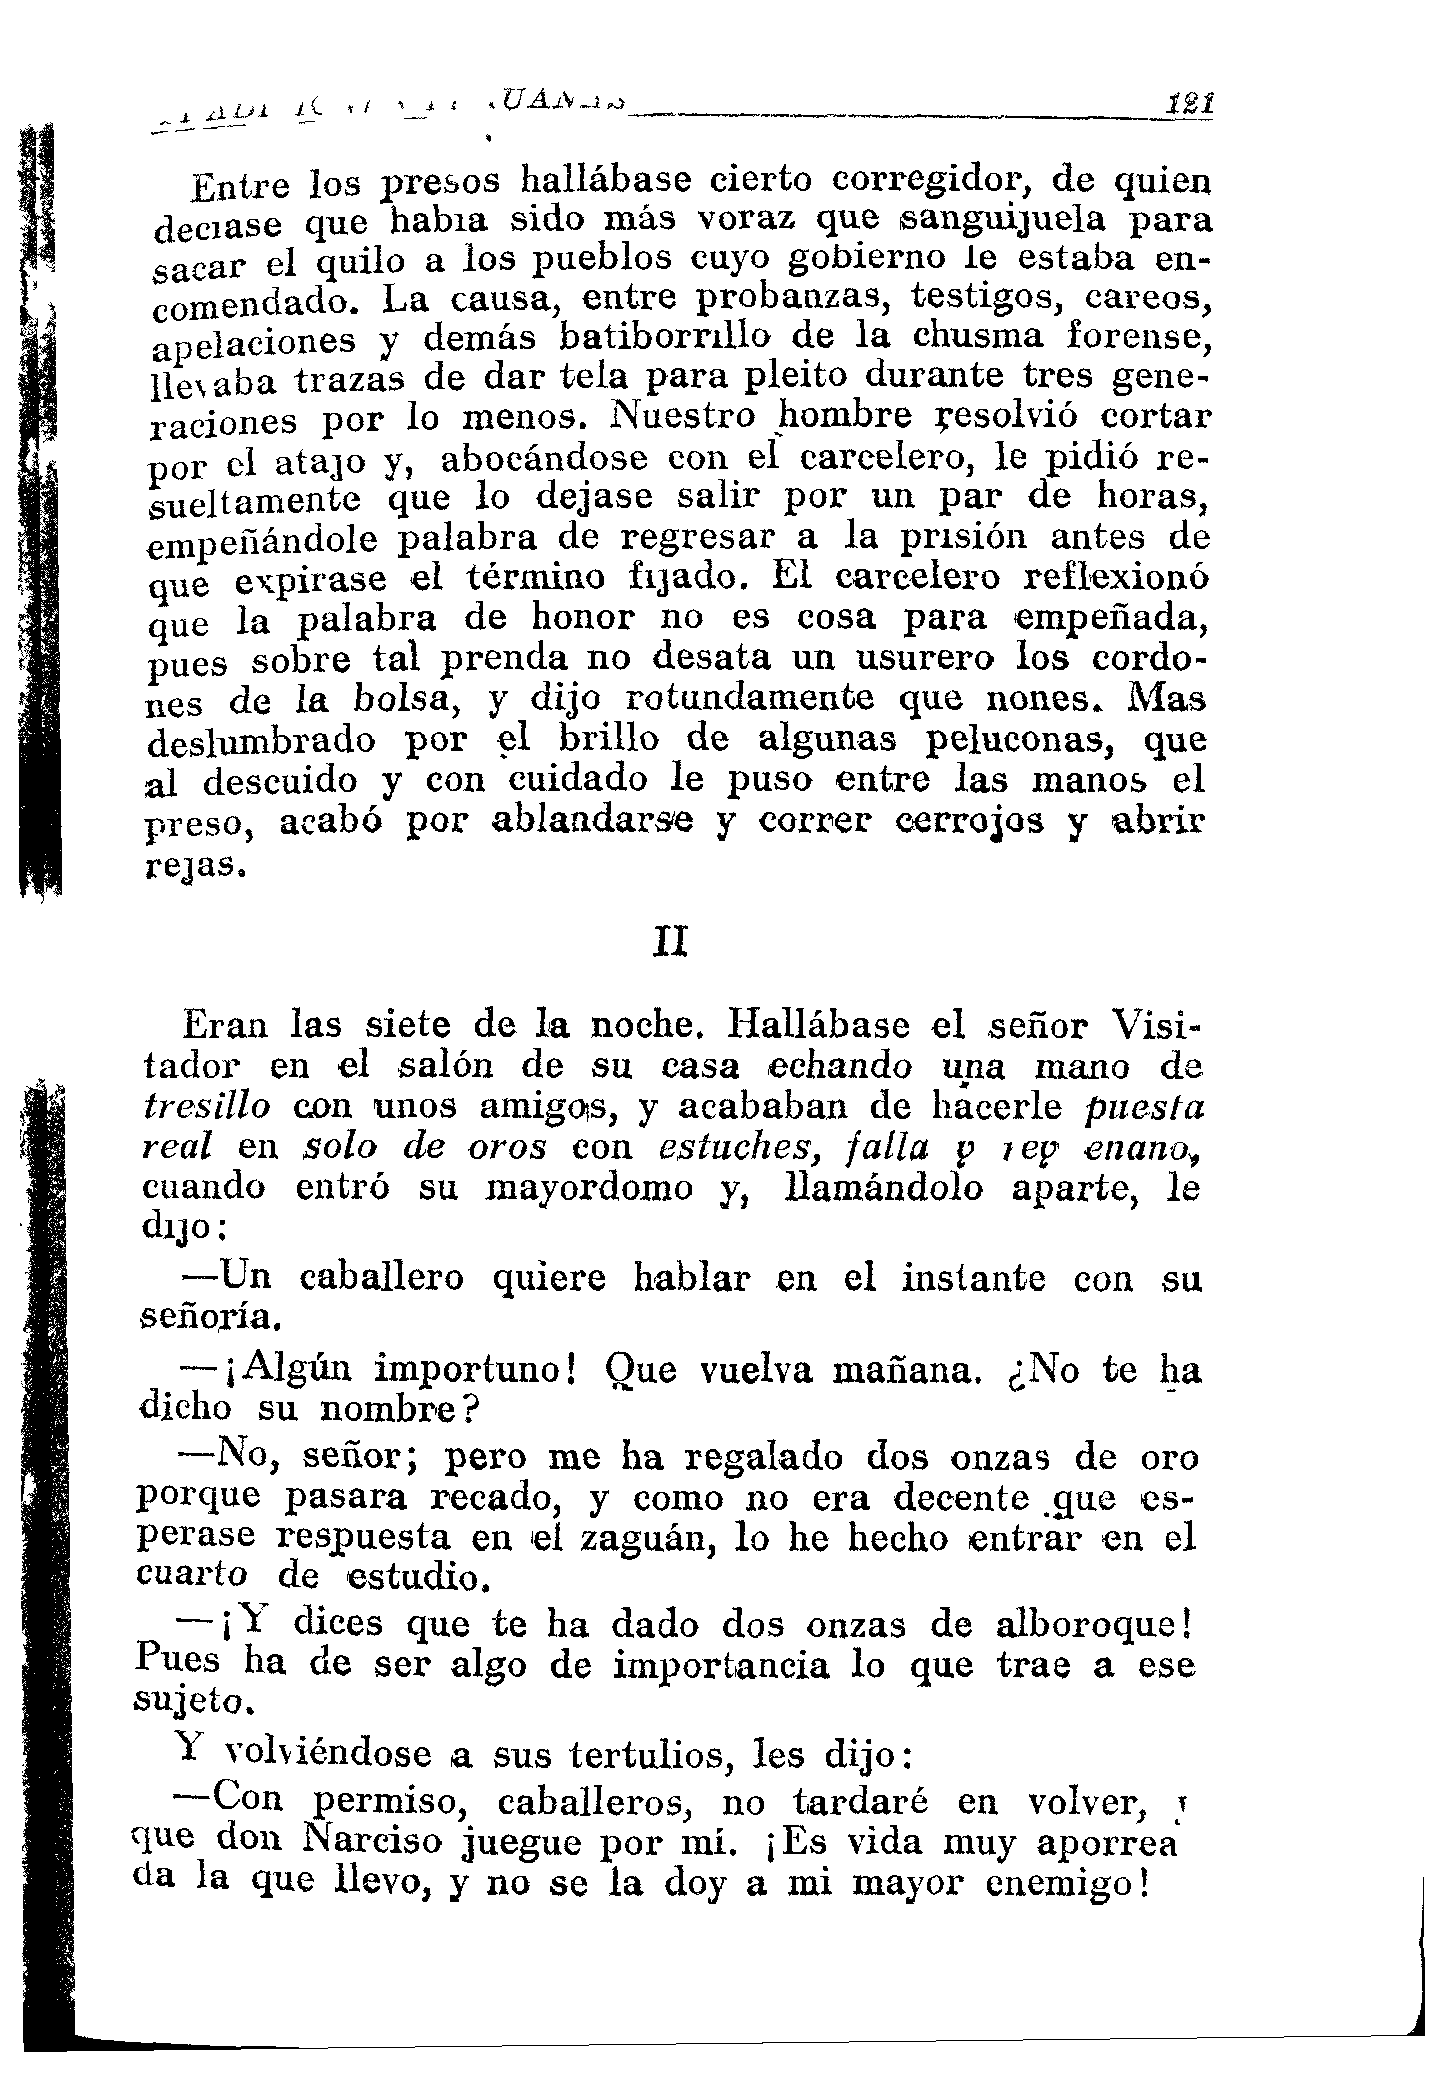 121
Entre los presos hallábase cierto corregidor, de quien
decíase que había sido más voraz que sanguijuela para
sacar el quilo a los pueblos cuyo gobierno le estaba en-
comendado. La causa, entre probanzas, testigos, careos,
apelaciones y demás batiborrillo de la chusma forense,
llevaba trazas de dar tela para pleito durante tres gene-
raciones por lo menos. Nuestro hombre resolvió cortar
por el atajo y, abocándose con el carcelero, le pidió re-
sueltamente que lo dejase salir por un par de horas,
empeñándole palabra de regresar a la prisión antes de
que expirase el término fijado. El carcelero reflexionó
que la palabra de honor no es cosa para empeñada,
pues sobre tal prenda no desata un usurero los cordo-
nes de la bolsa, y dijo rotundamente que nones. Mas
deslumbrado por el brillo de algunas peluconas, que
al descuido y con cuidado le puso entre las manos el
preso, acabó por ablandarse y correr cerrojos y abrir
rejas.
II
Eran las siete de la noche. Hallábase el señor Visi-
tador en el salón de su casa echando una mano de
tresillo con unos amigos, y acababan de hacerle puesta
real en solo de oros con estuches, falla y rey enano,
cuando entró su mayordomo y, llamándolo aparte, le
dijo:
—Un caballero quiere hablar en el instante con su
señoría.
—¡Algún importuno! Que vuelva mañana. ¿No te ha
dicho su nombre?
—No, señor; pero me ha regalado dos onzas de oro
porque pasara recado, y como no era decente que es-
perase respuesta en el zaguán, lo he hecho entrar en el
cuarto de estudio.
—¡Y dices que te ha dado dos onzas de alboroque!
Pues ha de ser algo de importancia lo que trae a ese
sujeto.
Y volviéndose a sus tertulios, les dijo:
—Con permiso, caballeros, no tardaré en volver,
que don Narciso juegue por mí. ¡Es vida muy aporrea
da la que llevo, y no se la doy a mi mayor enemigo!